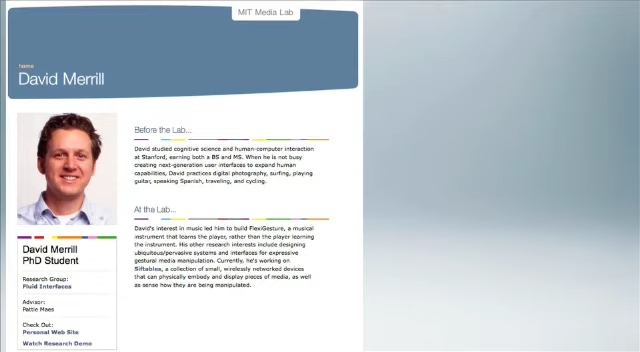 MIT Media Lab
home
David Merrill
Before the Lab...
David studied cognitive science and human-computer interaction
at Stanford, earning both a BS and MS. When he is not busy
creating next-generation user interfaces to expand human
capabilities, David practices digital photography, surfing, playing
guitar, speaking Spanish, traveling, and cycling.
At the Lab...
David's interest in music led him to build FlexiGesture, a musical
instrument that learns the player, rather than the player learning
the instrument. His other research interests include designing
ubiquitous/pervasive systems and interfaces for expressive
gestural media manipulation. Currently, he's working on
Siftables, a collection of small, wirelessly networked devices
that can physically embody and display pieces of media, as well
as sense how they are being manipulated.
David Merrill
PhD Student
Research Group:
Fluid Interfaces
Advisor:
Pattie Maes
Check Out:
Personal Web Site
Watch Research Demo